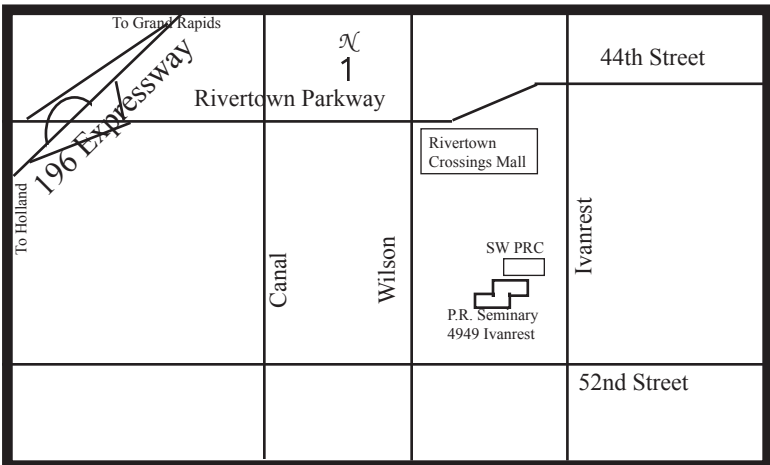 To Grand Rapids
N
1
44th Street
196 Expressway
Rivertown Parkway
Rivertown
Crossings Mall
To Holland
Canal
Wilson
Ivanrest
SW PRC
P.R. Seminary
4949 Ivanrest
52nd Street